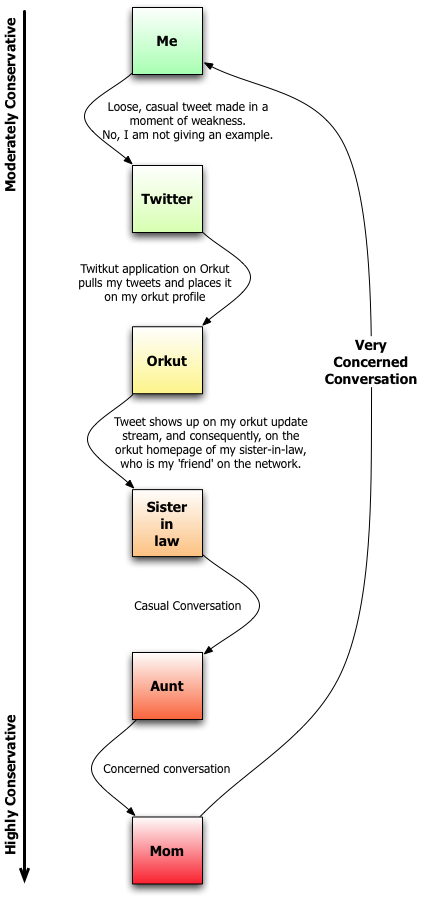 Moderately Conservative
Me
Loose, casual tweet made in a
moment of weakness.
No, I am not giving an example.
Twitter
Twitkut application on Orkut
pulls my tweets and places it
on my orkut profile
Orkut
Very
Concerned
Conversation
Tweet shows up on my orkut update
stream, and consequently, on the
orkut homepage of my sister-in-law,
who is my 'friend' on the network.
Sister
in
law
Casual Conversation
Aunt
Highly Conservative
Concerned conversation
Mom